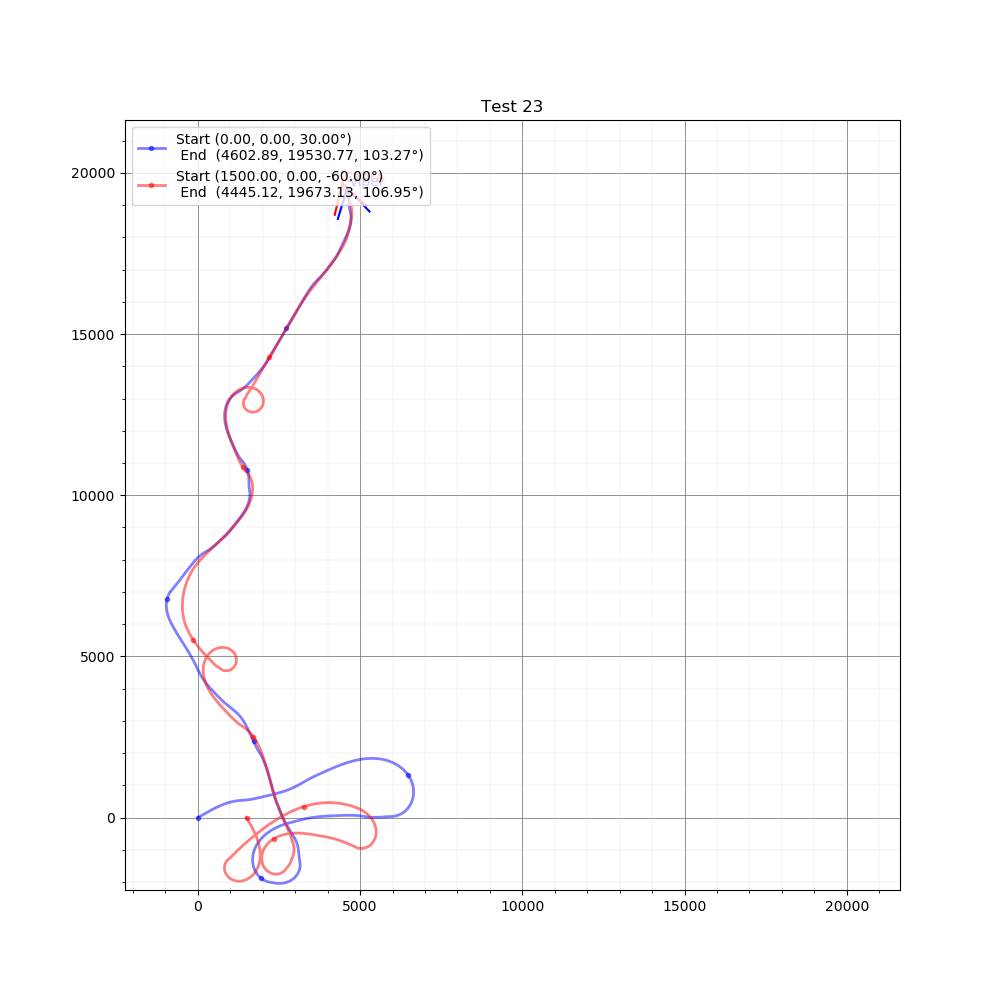 Test 23
Start (0.00, 0.00, 30.00°)
End (4602.89, 19530.77, 103.27°)
Start (1500.00, 0.00, -60.00°)
End (4445.12, 19673.13, 106.95°)
20000
15000
10000
5000
0
0 5000 10000 15000 20000